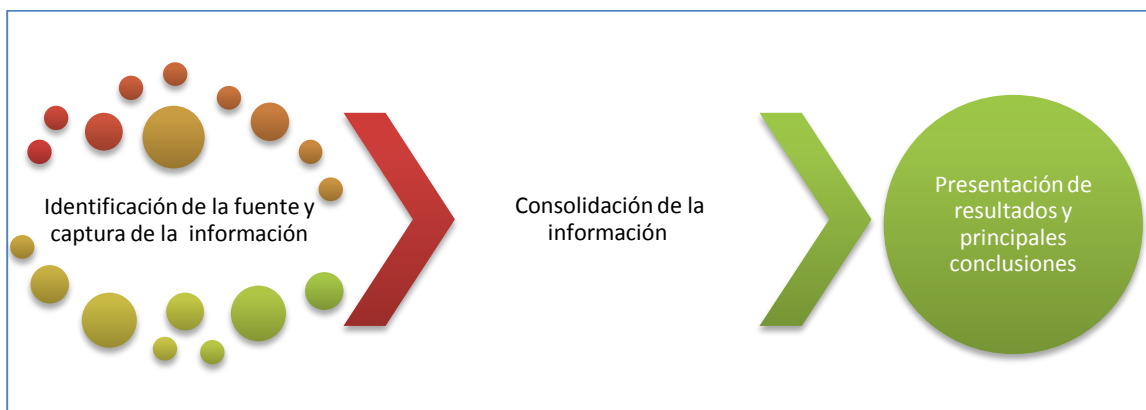 Identificación de la fuente y
captura de la información
Consolidación de la
información
Presentación de
resultados y
principales
conclusiones